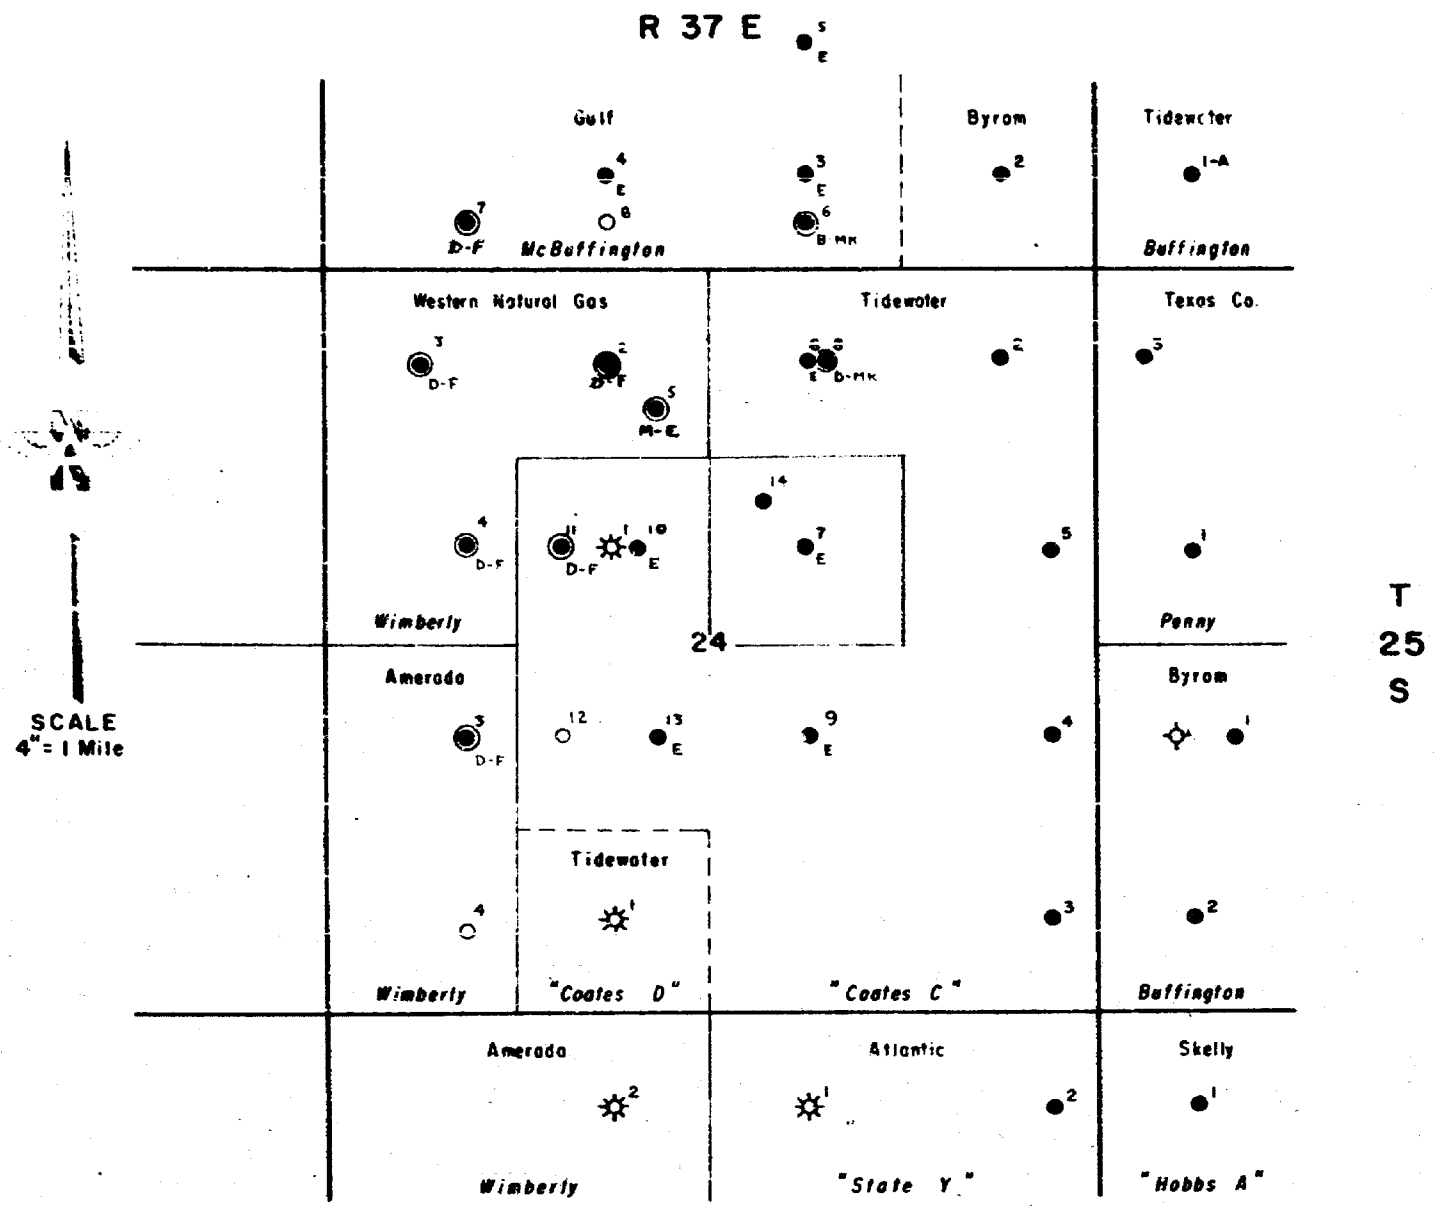 R 37 E
5
E
Gulf
Byrom
Tidewater
4
E
3
E
2
1-A
7
D-F
8
6
B-MK
McBuffington
Buffington
Western Natural Gas
Tidewater
Texas Co.
3
D-F
2
D-F
E
D-MK
2
3
5
M-E
14
4
D-F
11
D-F
1
10
E
7
E
5
1
T
25
S
Wimberly
Penny
24
Amerada
Byrom
SCALE
4"= 1 Mile
3
D-F
12
13
E
9
E
4
1
Tidewater
4
1
3
2
Wimberly
"Coates D"
"Coates C"
Buffington
Amerada
Atlantic
Skelly
2
1
2
1
Wimberly
"State Y"
"Hobbs A"